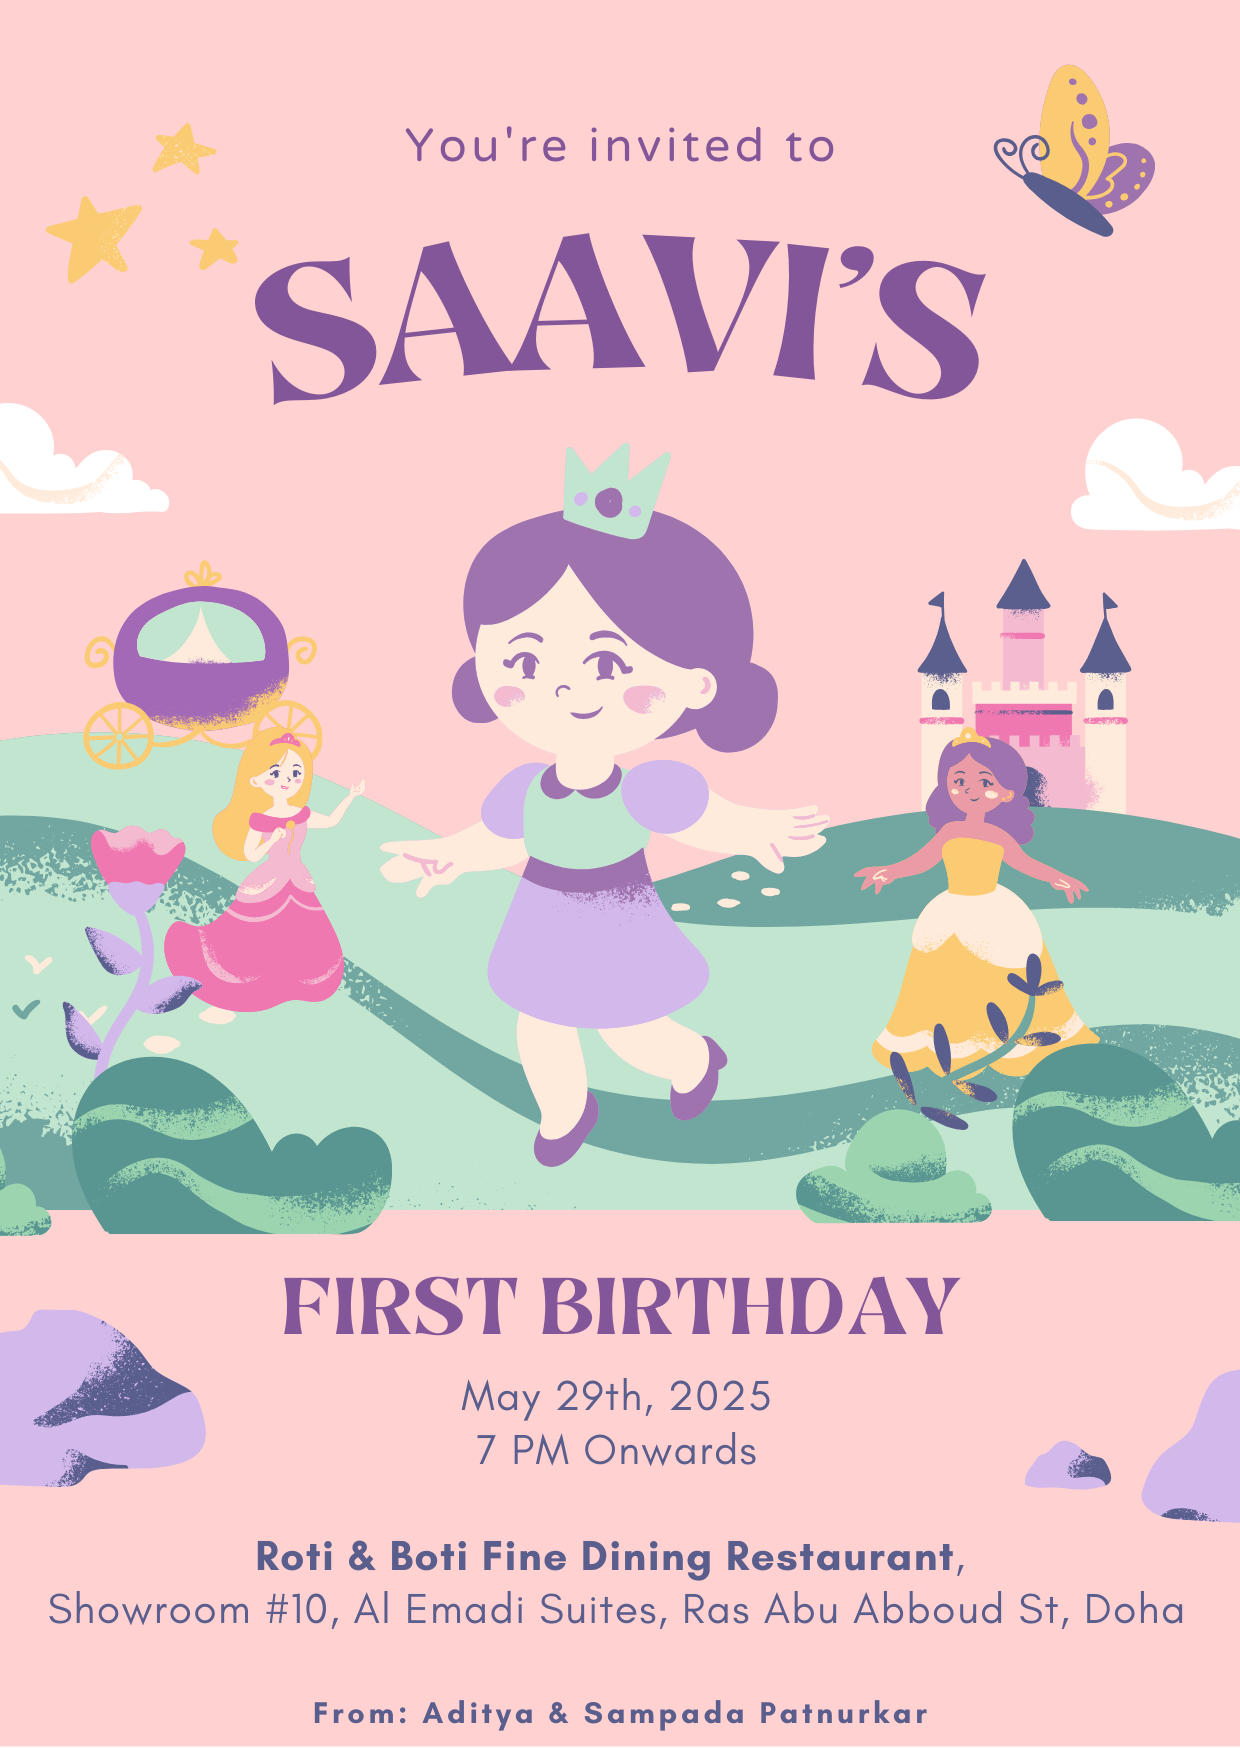 You're invited to
SAAVI’S
FIRST BIRTHDAY
May 29th, 2025
7 PM Onwards
Roti & Boti Fine Dining Restaurant,
Showroom #10, Al Emadi Suites, Ras Abu Abboud St, Doha
From: Aditya & Sampada Patnurkar